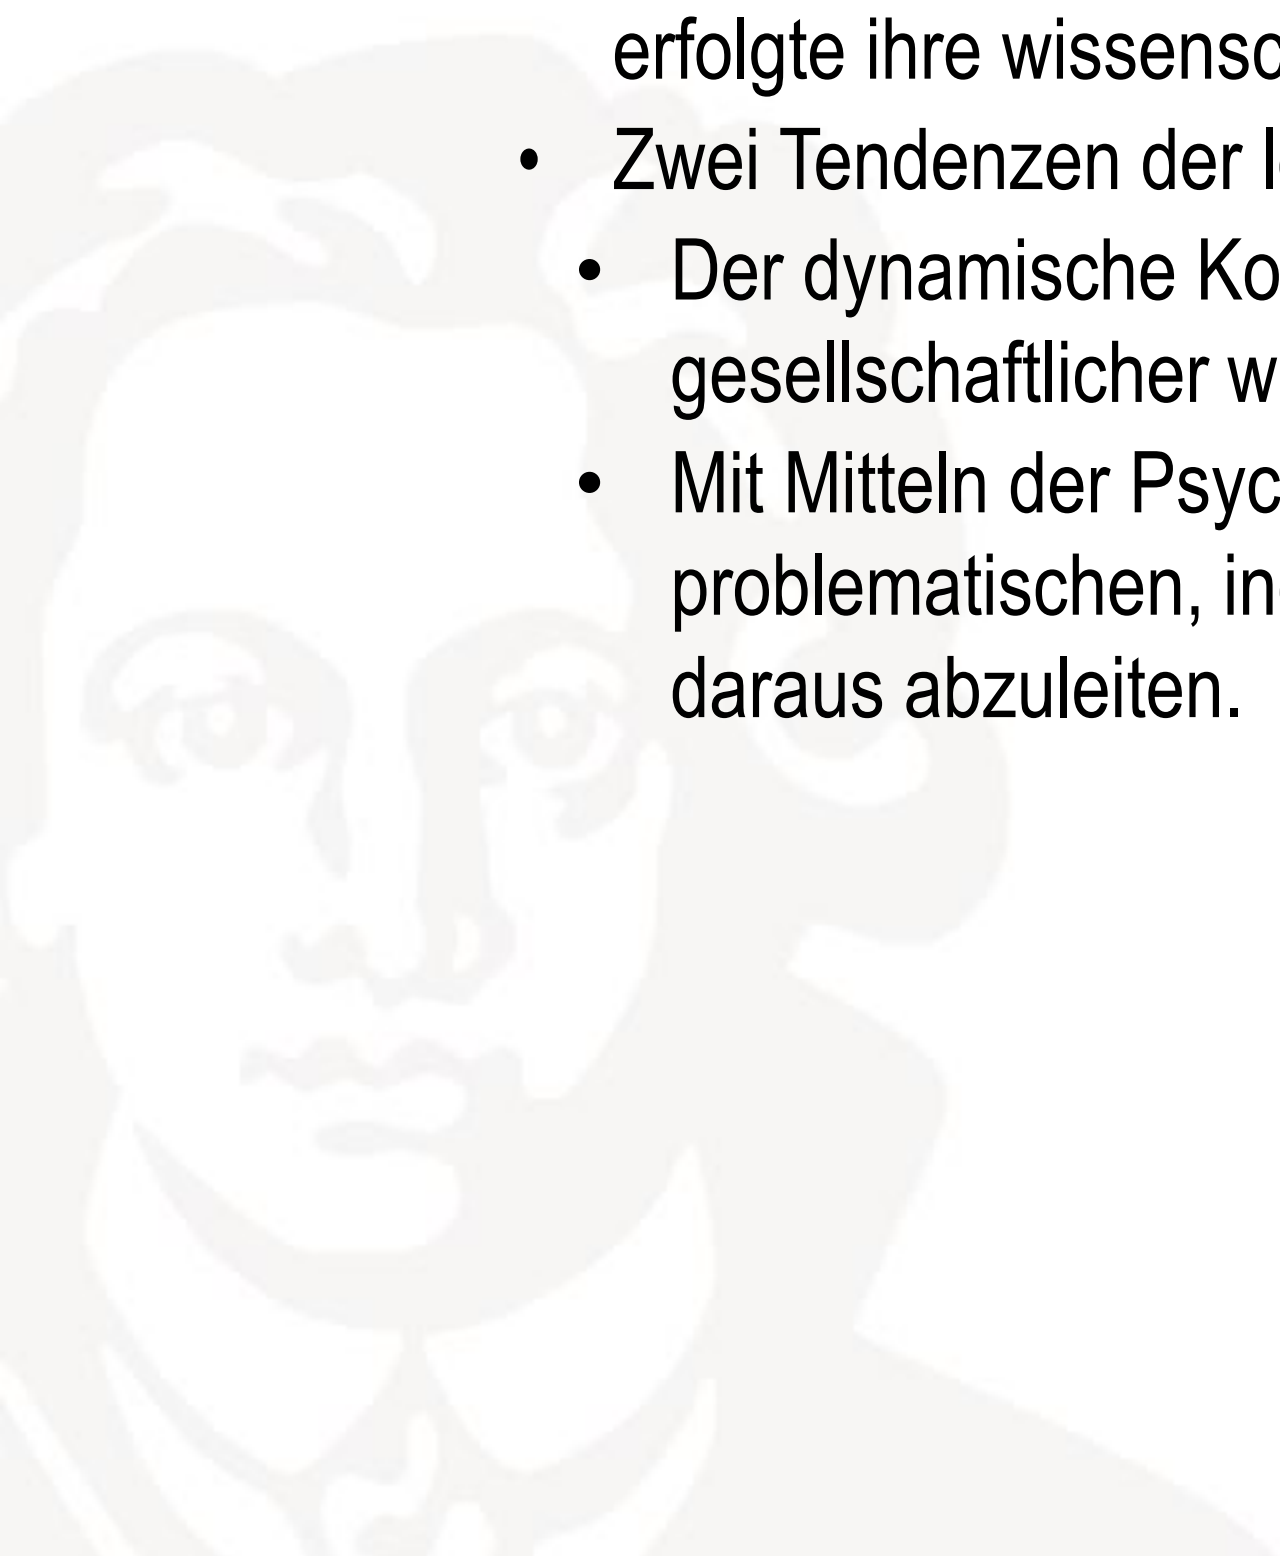 erfolgte ihre
• Zwei Tendenzen der
• Der dynamische
gesellschaftlicher
• Mit Mitteln der
problematischen,
daraus abzuleiten.